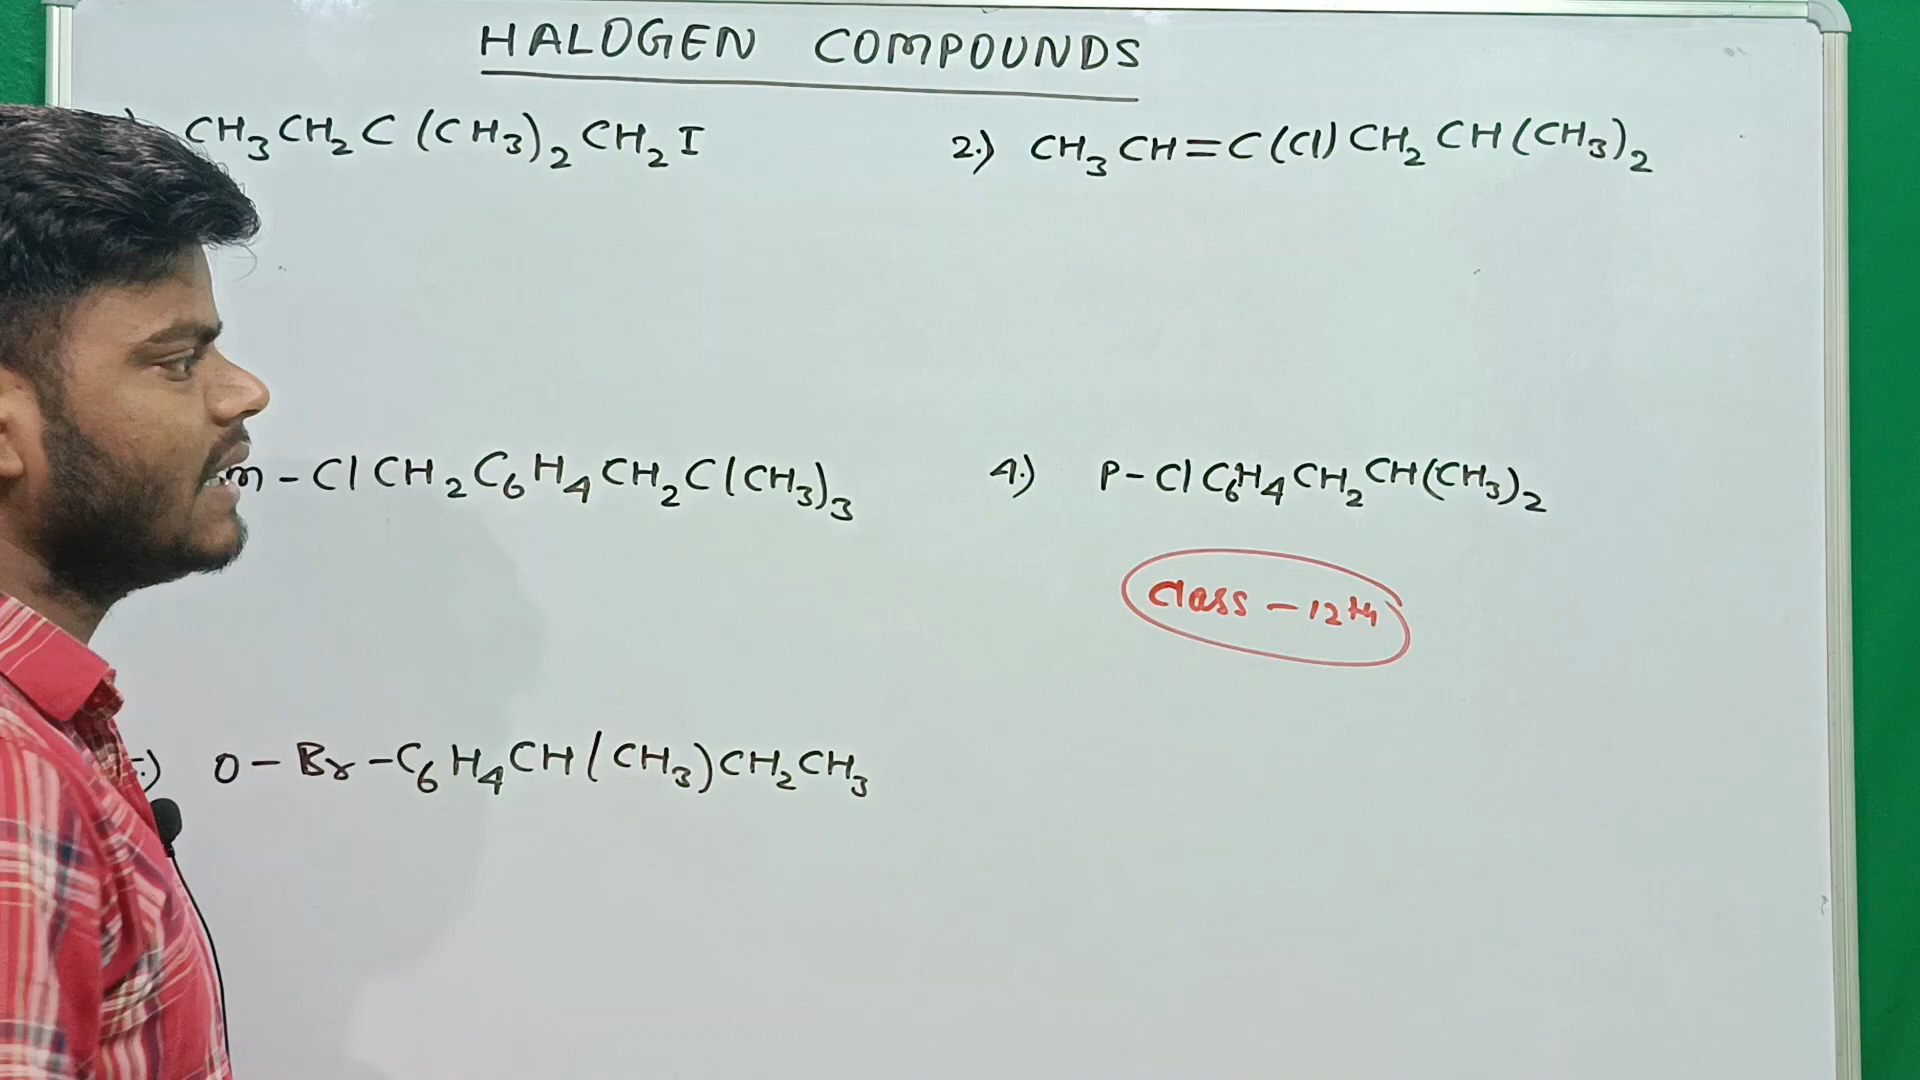 HALOGEN COMPOUNDS
) CH₃CH₂C(CH₃)₂CH₂I
2.) CH₃CH=C(Cl)CH₂CH(CH₃)₂
m-ClCH₂C₆H₄CH₂C(CH₃)₃
4.) P-ClC₆H₄CH₂CH(CH₃)₂
Class-12th
.) O-Br-C₆H₄CH(CH₃)CH₂CH₃